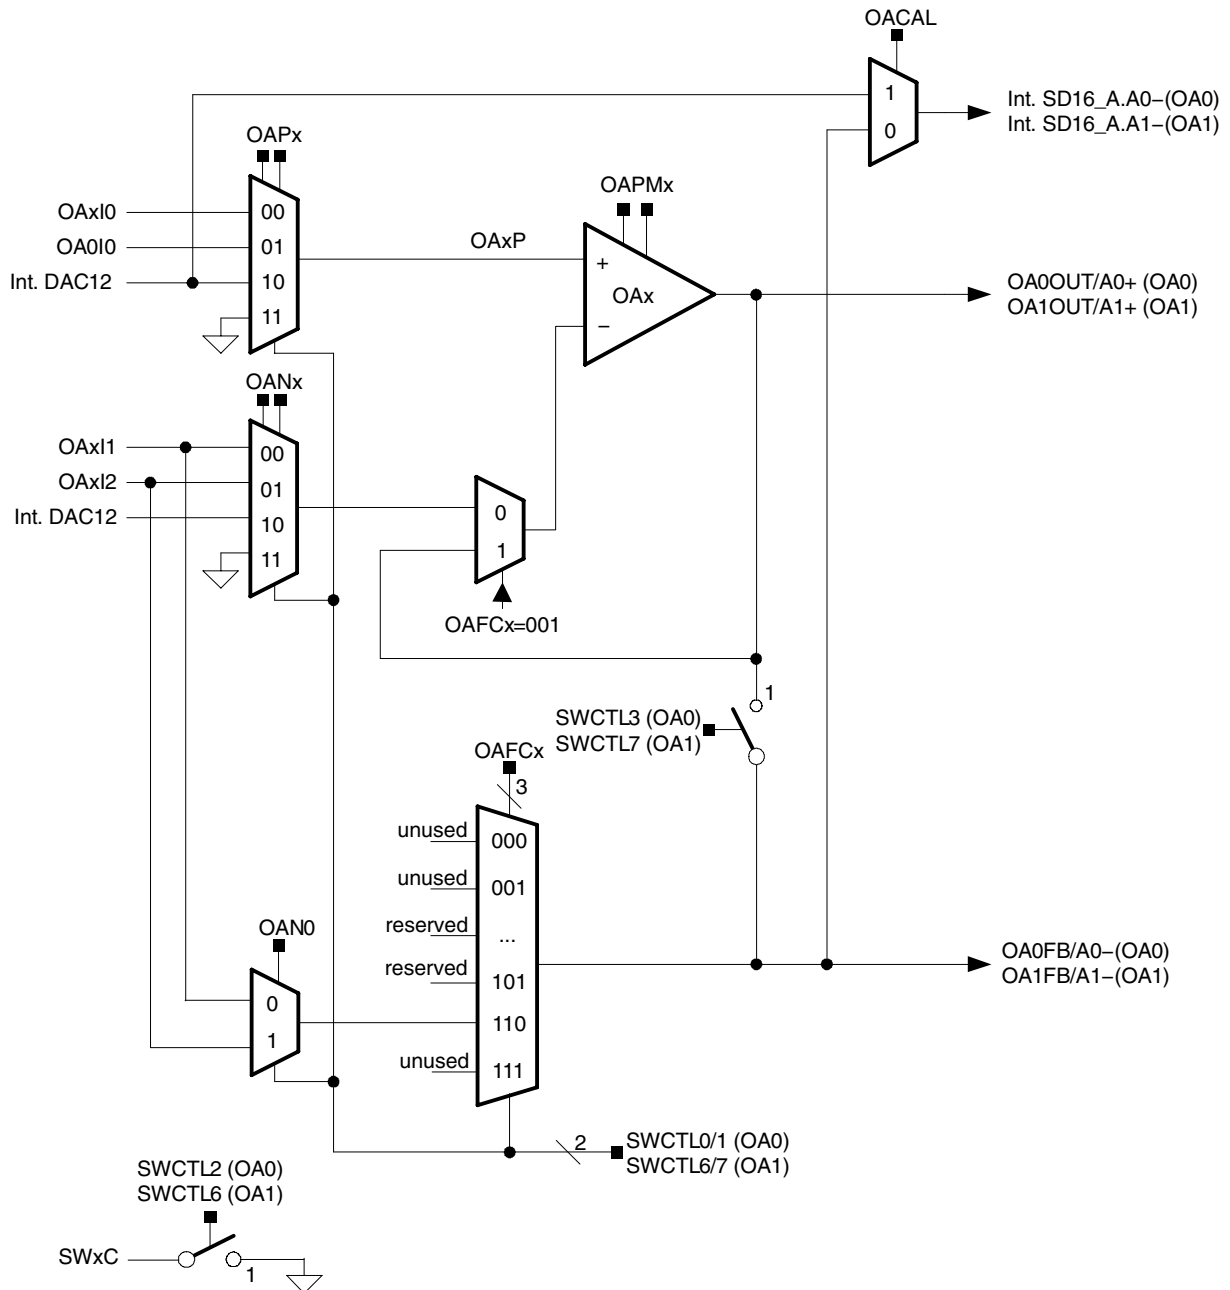 OACAL
1
0
Int. SD16_A.A0−(OA0)
Int. SD16_A.A1−(OA1)
OAPx
OAxI0
OA0I0
Int. DAC12
00
01
10
11
OAxP
OAPMx
+
OAx
−
OA0OUT/A0+ (OA0)
OA1OUT/A1+ (OA1)
OANx
OAxI1
OAxI2
Int. DAC12
00
01
10
11
0
1
OAFCx=001
1
SWCTL3 (OA0)
SWCTL7 (OA1)
OAFCx
3
unused
000
unused
001
reserved
...
reserved
101
110
unused
111
OAN0
0
1
OA0FB/A0−(OA0)
OA1FB/A1−(OA1)
2
SWCTL0/1 (OA0)
SWCTL6/7 (OA1)
SWCTL2 (OA0)
SWCTL6 (OA1)
SWxC
1